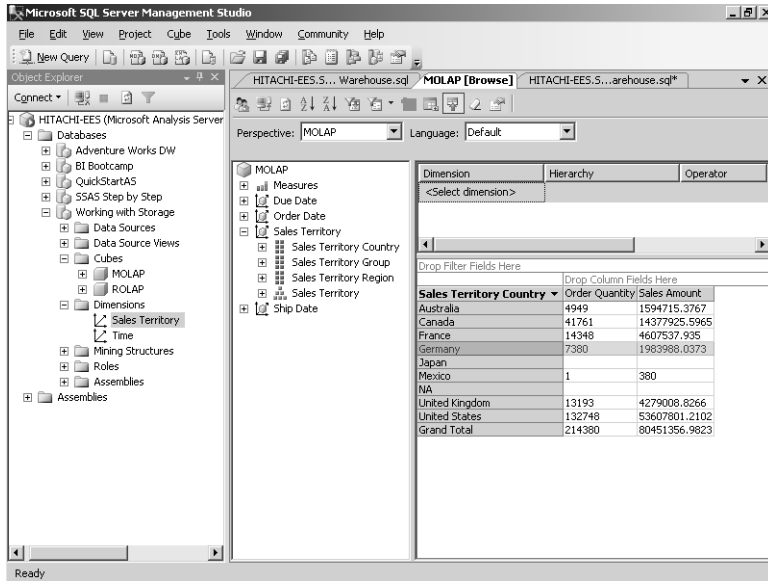 Microsoft SQL Server Management Studio
File Edit View Project Cube Tools Window Community Help
New Query
Object Explorer
Connect
HITACHI-EES (Microsoft Analysis Server
Databases
Adventure Works DW
BI Bootcamp
QuickStartAS
SSAS Step by Step
Working with Storage
Data Sources
Data Source Views
Cubes
MOLAP
ROLAP
Dimensions
Sales Territory
Time
Mining Structures
Roles
Assemblies
Assemblies
HITACHI-EES.S... Warehouse.sql MOLAP [Browse] HITACHI-EES.S...arehouse.sql*
Perspective: MOLAP Language: Default
MOLAP
Measures
Due Date
Order Date
Sales Territory
Sales Territory Country
Sales Territory Group
Sales Territory Region
Sales Territory
Ship Date
Dimension Hierarchy Operator
<Select dimension>
Drop Filter Fields Here
Drop Column Fields Here
Sales Territory Country Order Quantity Sales Amount
Australia 4949 1594715.3767
Canada 41761 14377925.5965
France 14348 4607537.935
Germany 7380 1983988.0373
Japan
Mexico 1 380
NA
United Kingdom 13193 4279008.8266
United States 132748 53607801.2102
Grand Total 214380 80451356.9823
Ready